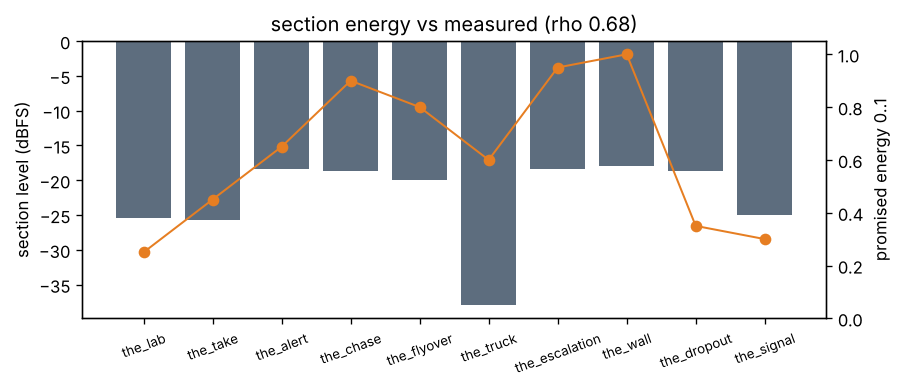 section energy vs measured (rho 0.68)
section level (dBFS)
0
−5
−10
−15
−20
−25
−30
−35
1.0
0.8
0.6
0.4
0.2
0.0
promised energy 0..1
the_lab
the_take
the_alert
the_chase
the_flyover
the_truck
the_escalation
the_wall
the_dropout
the_signal